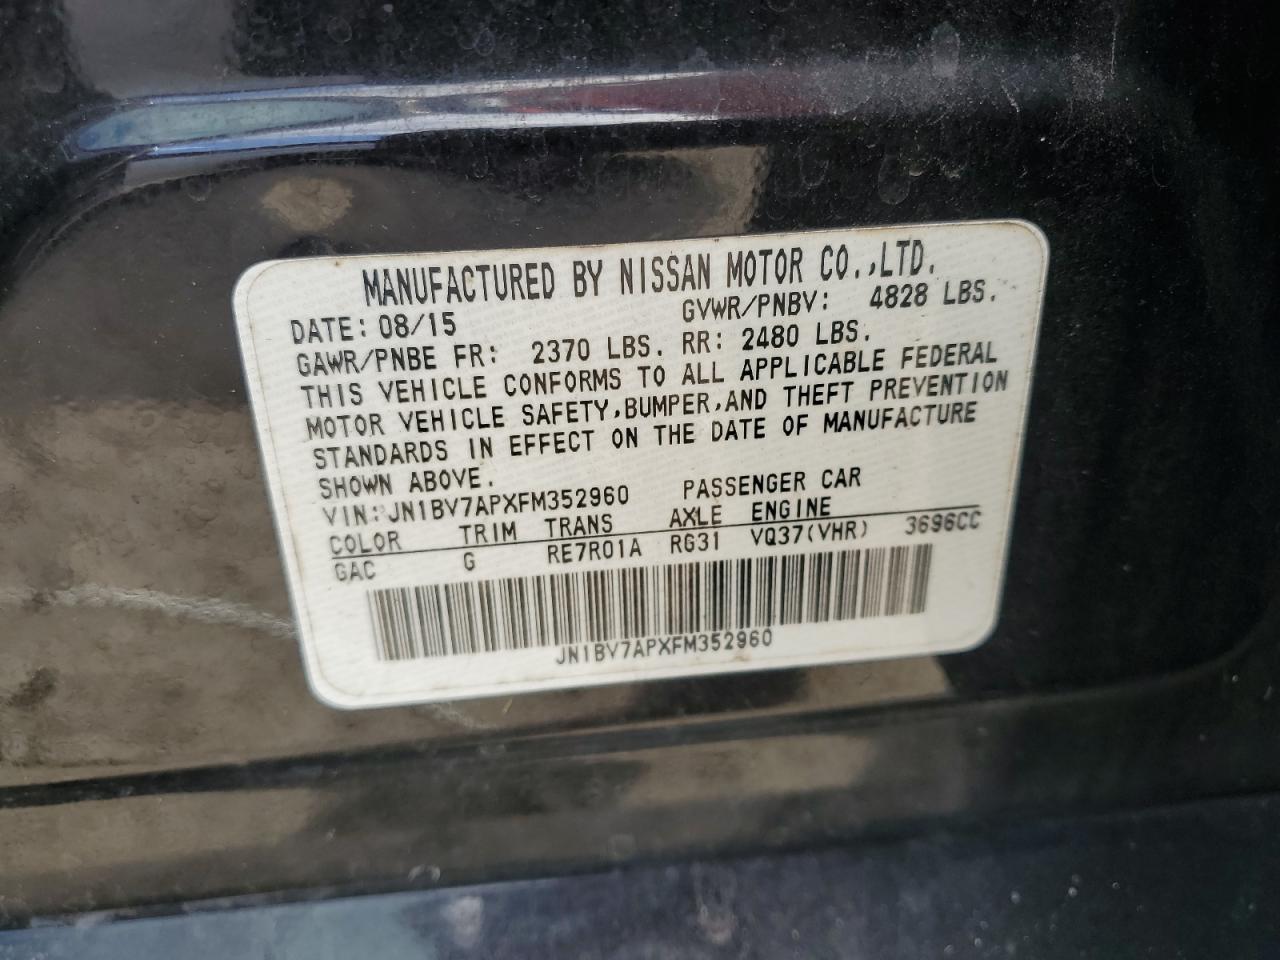 MANUFACTURED BY NISSAN MOTOR CO.,LTD.
DATE: 08/15 GVWR/PNBV: 4828 LBS.
GAWR/PNBE FR: 2370 LBS. RR: 2480 LBS.
THIS VEHICLE CONFORMS TO ALL APPLICABLE FEDERAL
MOTOR VEHICLE SAFETY,BUMPER,AND THEFT PREVENTION
STANDARDS IN EFFECT ON THE DATE OF MANUFACTURE
SHOWN ABOVE.
VIN: JN1BV7APXFM352960 PASSENGER CAR
COLOR TRIM TRANS AXLE ENGINE
GAC G RE7R01A RG31 VQ37(VHR) 3696CC
JN1BV7APXFM352960